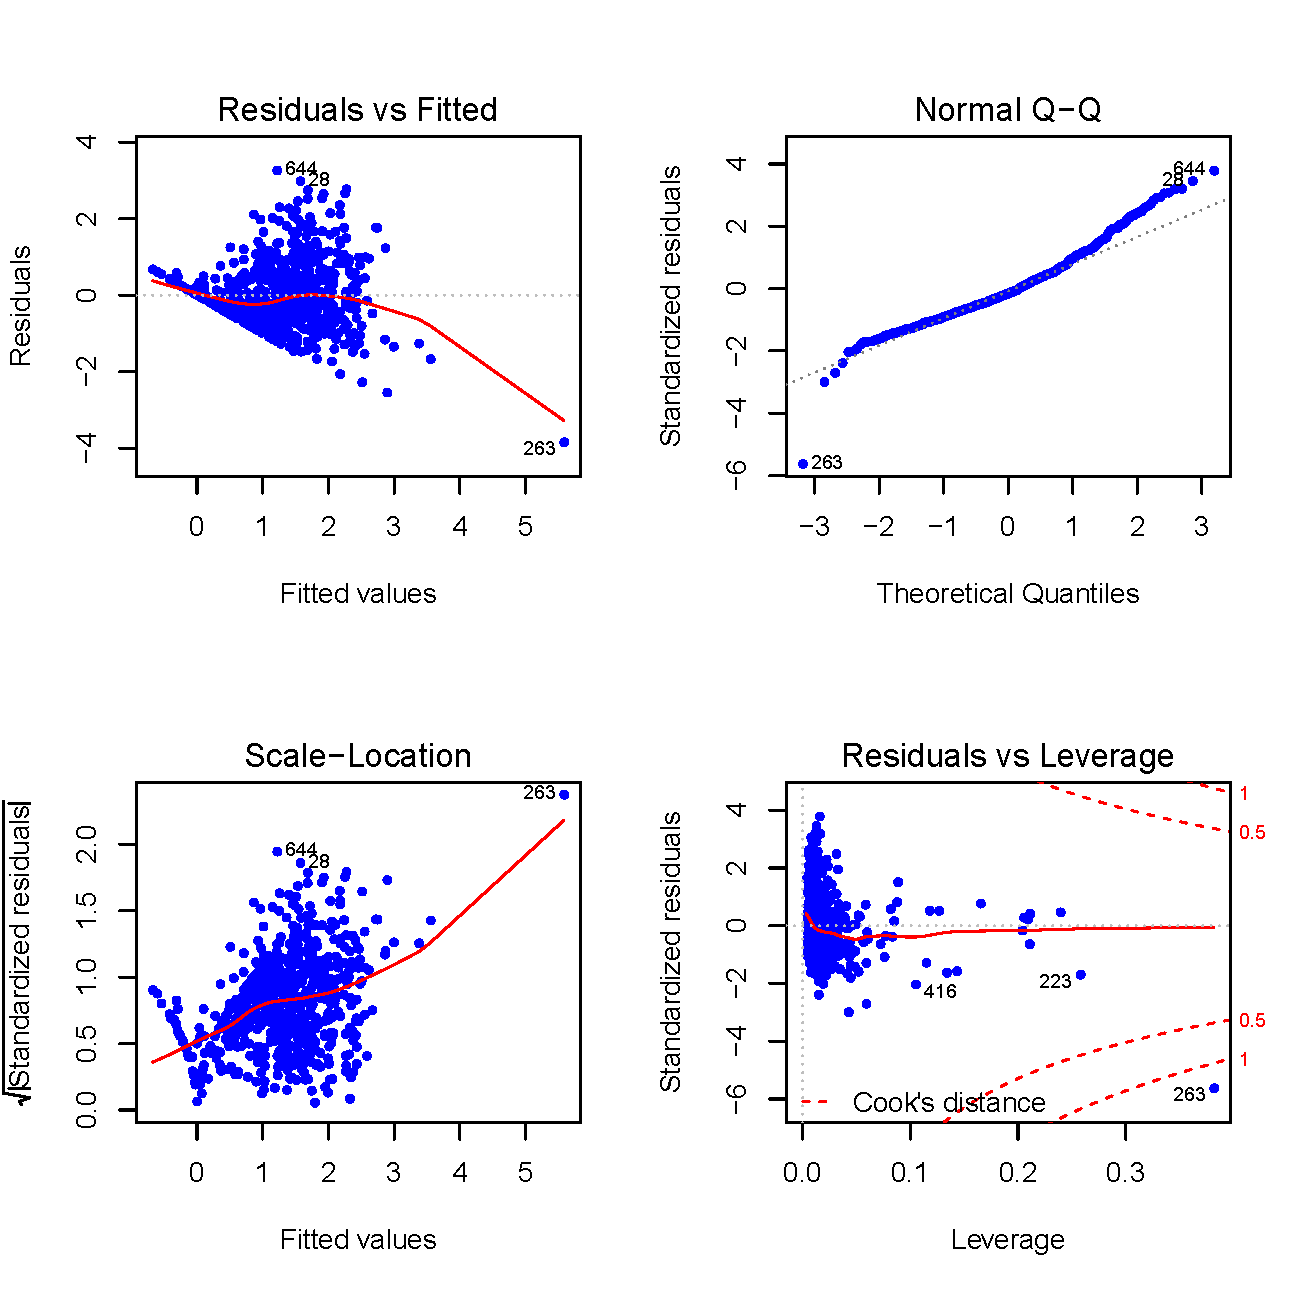 Residuals vs Fitted
Residuals
4
2
0
−2
−4
644
28
263
0 1 2 3 4 5
Fitted values
Normal Q−Q
Standardized residuals
4
2
0
−2
−4
−6
644
28
263
−3 −2 −1 0 1 2 3
Theoretical Quantiles
Scale−Location
√|Standardized residuals|
2.0
1.5
1.0
0.5
0.0
263
644
28
0 1 2 3 4 5
Fitted values
Residuals vs Leverage
Standardized residuals
4
2
0
−2
−4
−6
1
0.5
0.5
1
223
416
263
Cook's distance
0.0 0.1 0.2 0.3
Leverage